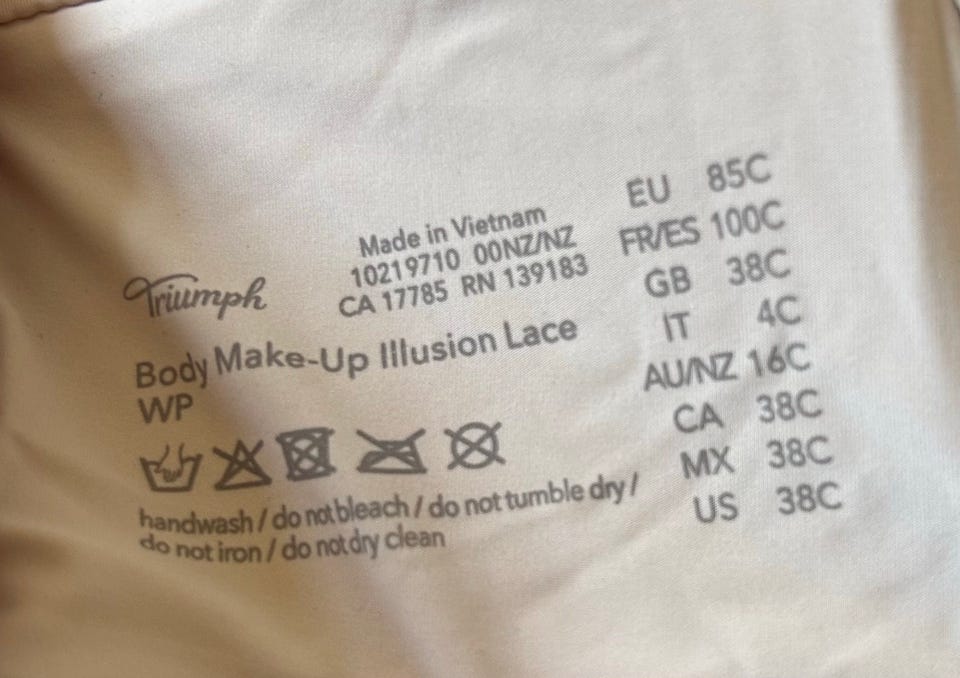 Triumph
Made in Vietnam
10219710 00NZ/NZ
CA 17785 RN 139183
Body Make-Up Illusion Lace
WP
handwash / do not bleach / do not tumble dry /
do not iron / do not dry clean
EU 85C
FR/ES 100C
GB 38C
IT 4C
AU/NZ 16C
CA 38C
MX 38C
US 38C